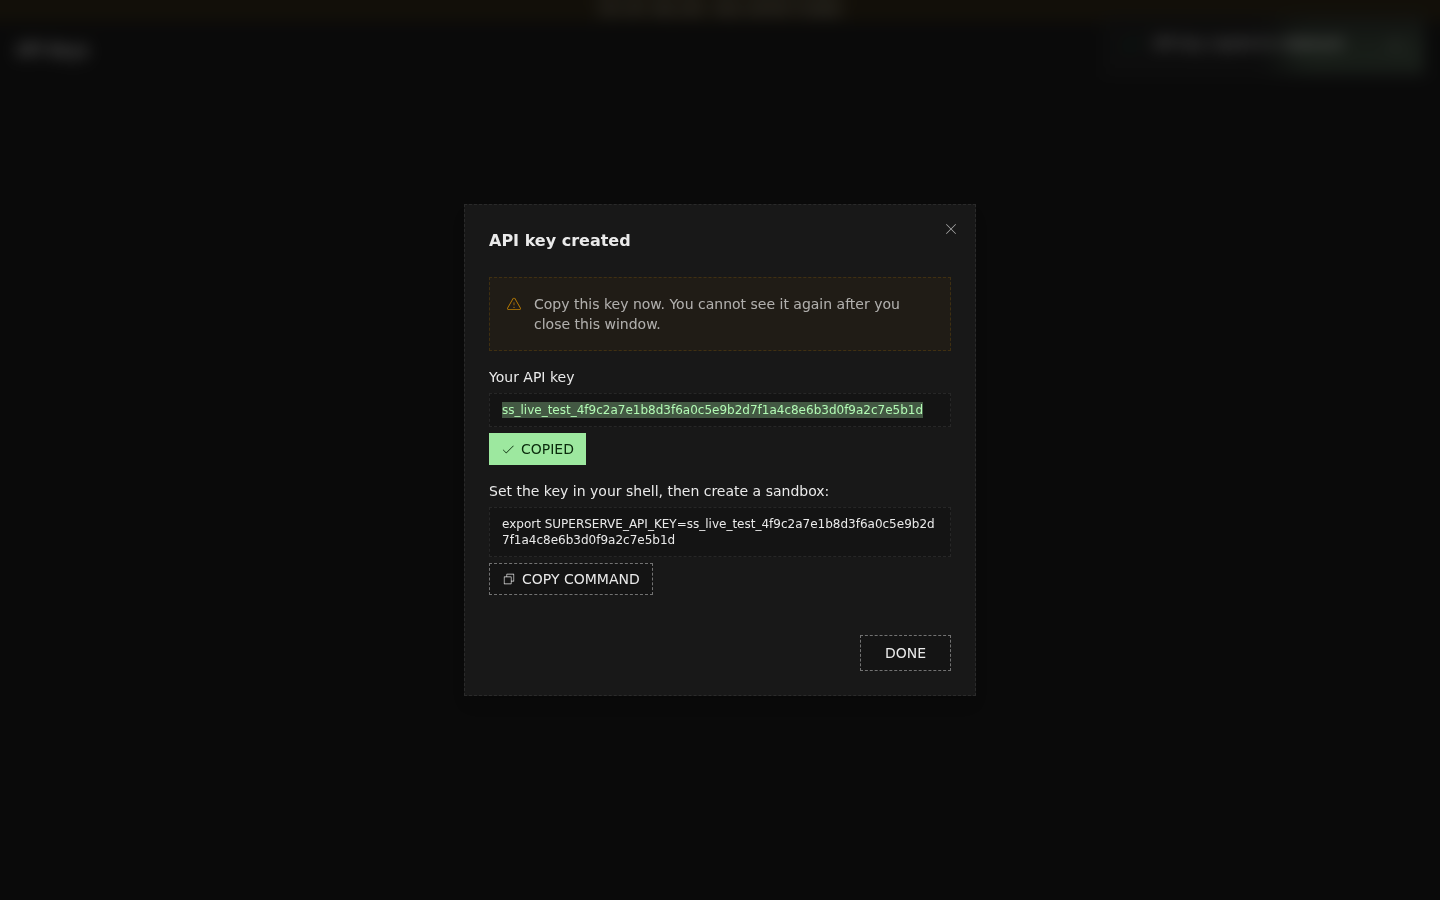 API Keys
API key created
Copy this key now. You cannot see it again after you
close this window.
Your API key
ss_live_test_4f9c2a7e1b8d3f6a0c5e9b2d7f1a4c8e6b3d0f9a2c7e5b1d
COPIED
Set the key in your shell, then create a sandbox:
export SUPERSERVE_API_KEY=ss_live_test_4f9c2a7e1b8d3f6a0c5e9b2d
7f1a4c8e6b3d0f9a2c7e5b1d
COPY COMMAND
DONE